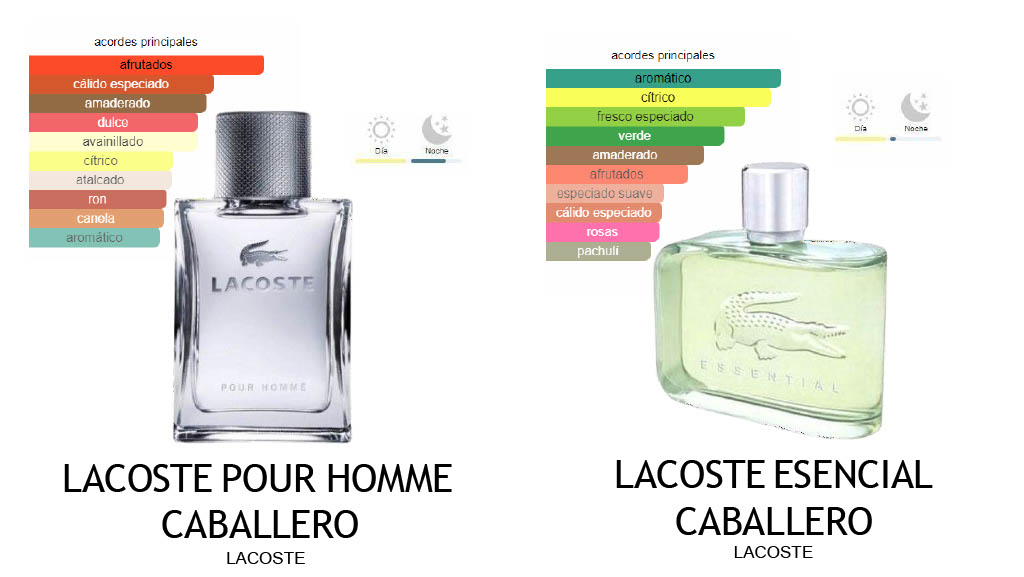 acordes principales
afrutados
cálido especiado
amaderado
dulce
avainillado
cítrico
atalcado
ron
canela
aromático
Día
Noche
LACOSTE
POUR HOMME
LACOSTE POUR HOMME
CABALLERO
LACOSTE
acordes principales
aromático
cítrico
fresco especiado
verde
amaderado
afrutados
especiado suave
cálido especiado
rosas
pachulí
Día
Noche
ESSENTIAL
LACOSTE ESENCIAL
CABALLERO
LACOSTE